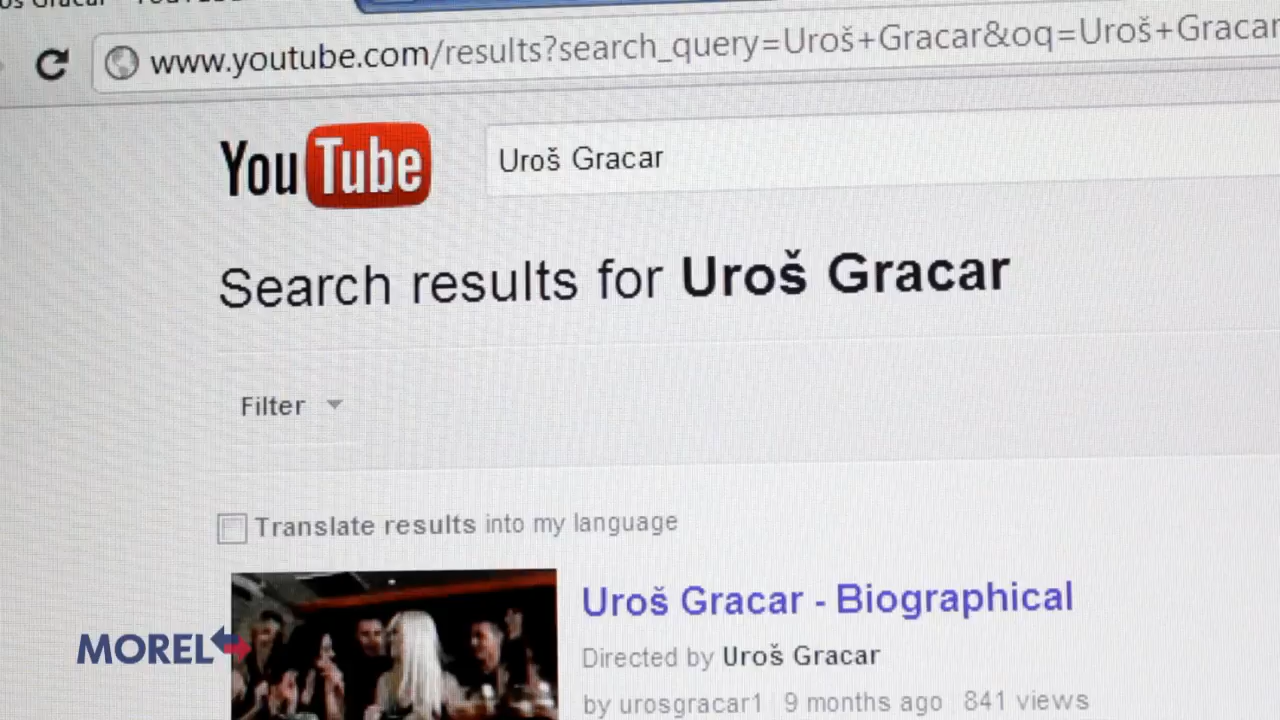 www.youtube.com/results?search_query=Uroš+Gracar&oq=Uroš+Gracar
YouTube
Uroš Gracar
Search results for Uroš Gracar
Filter
Translate results into my language
Uroš Gracar - Biographical
Directed by Uroš Gracar
by urosgracar1 9 months ago 841 views
MOREL